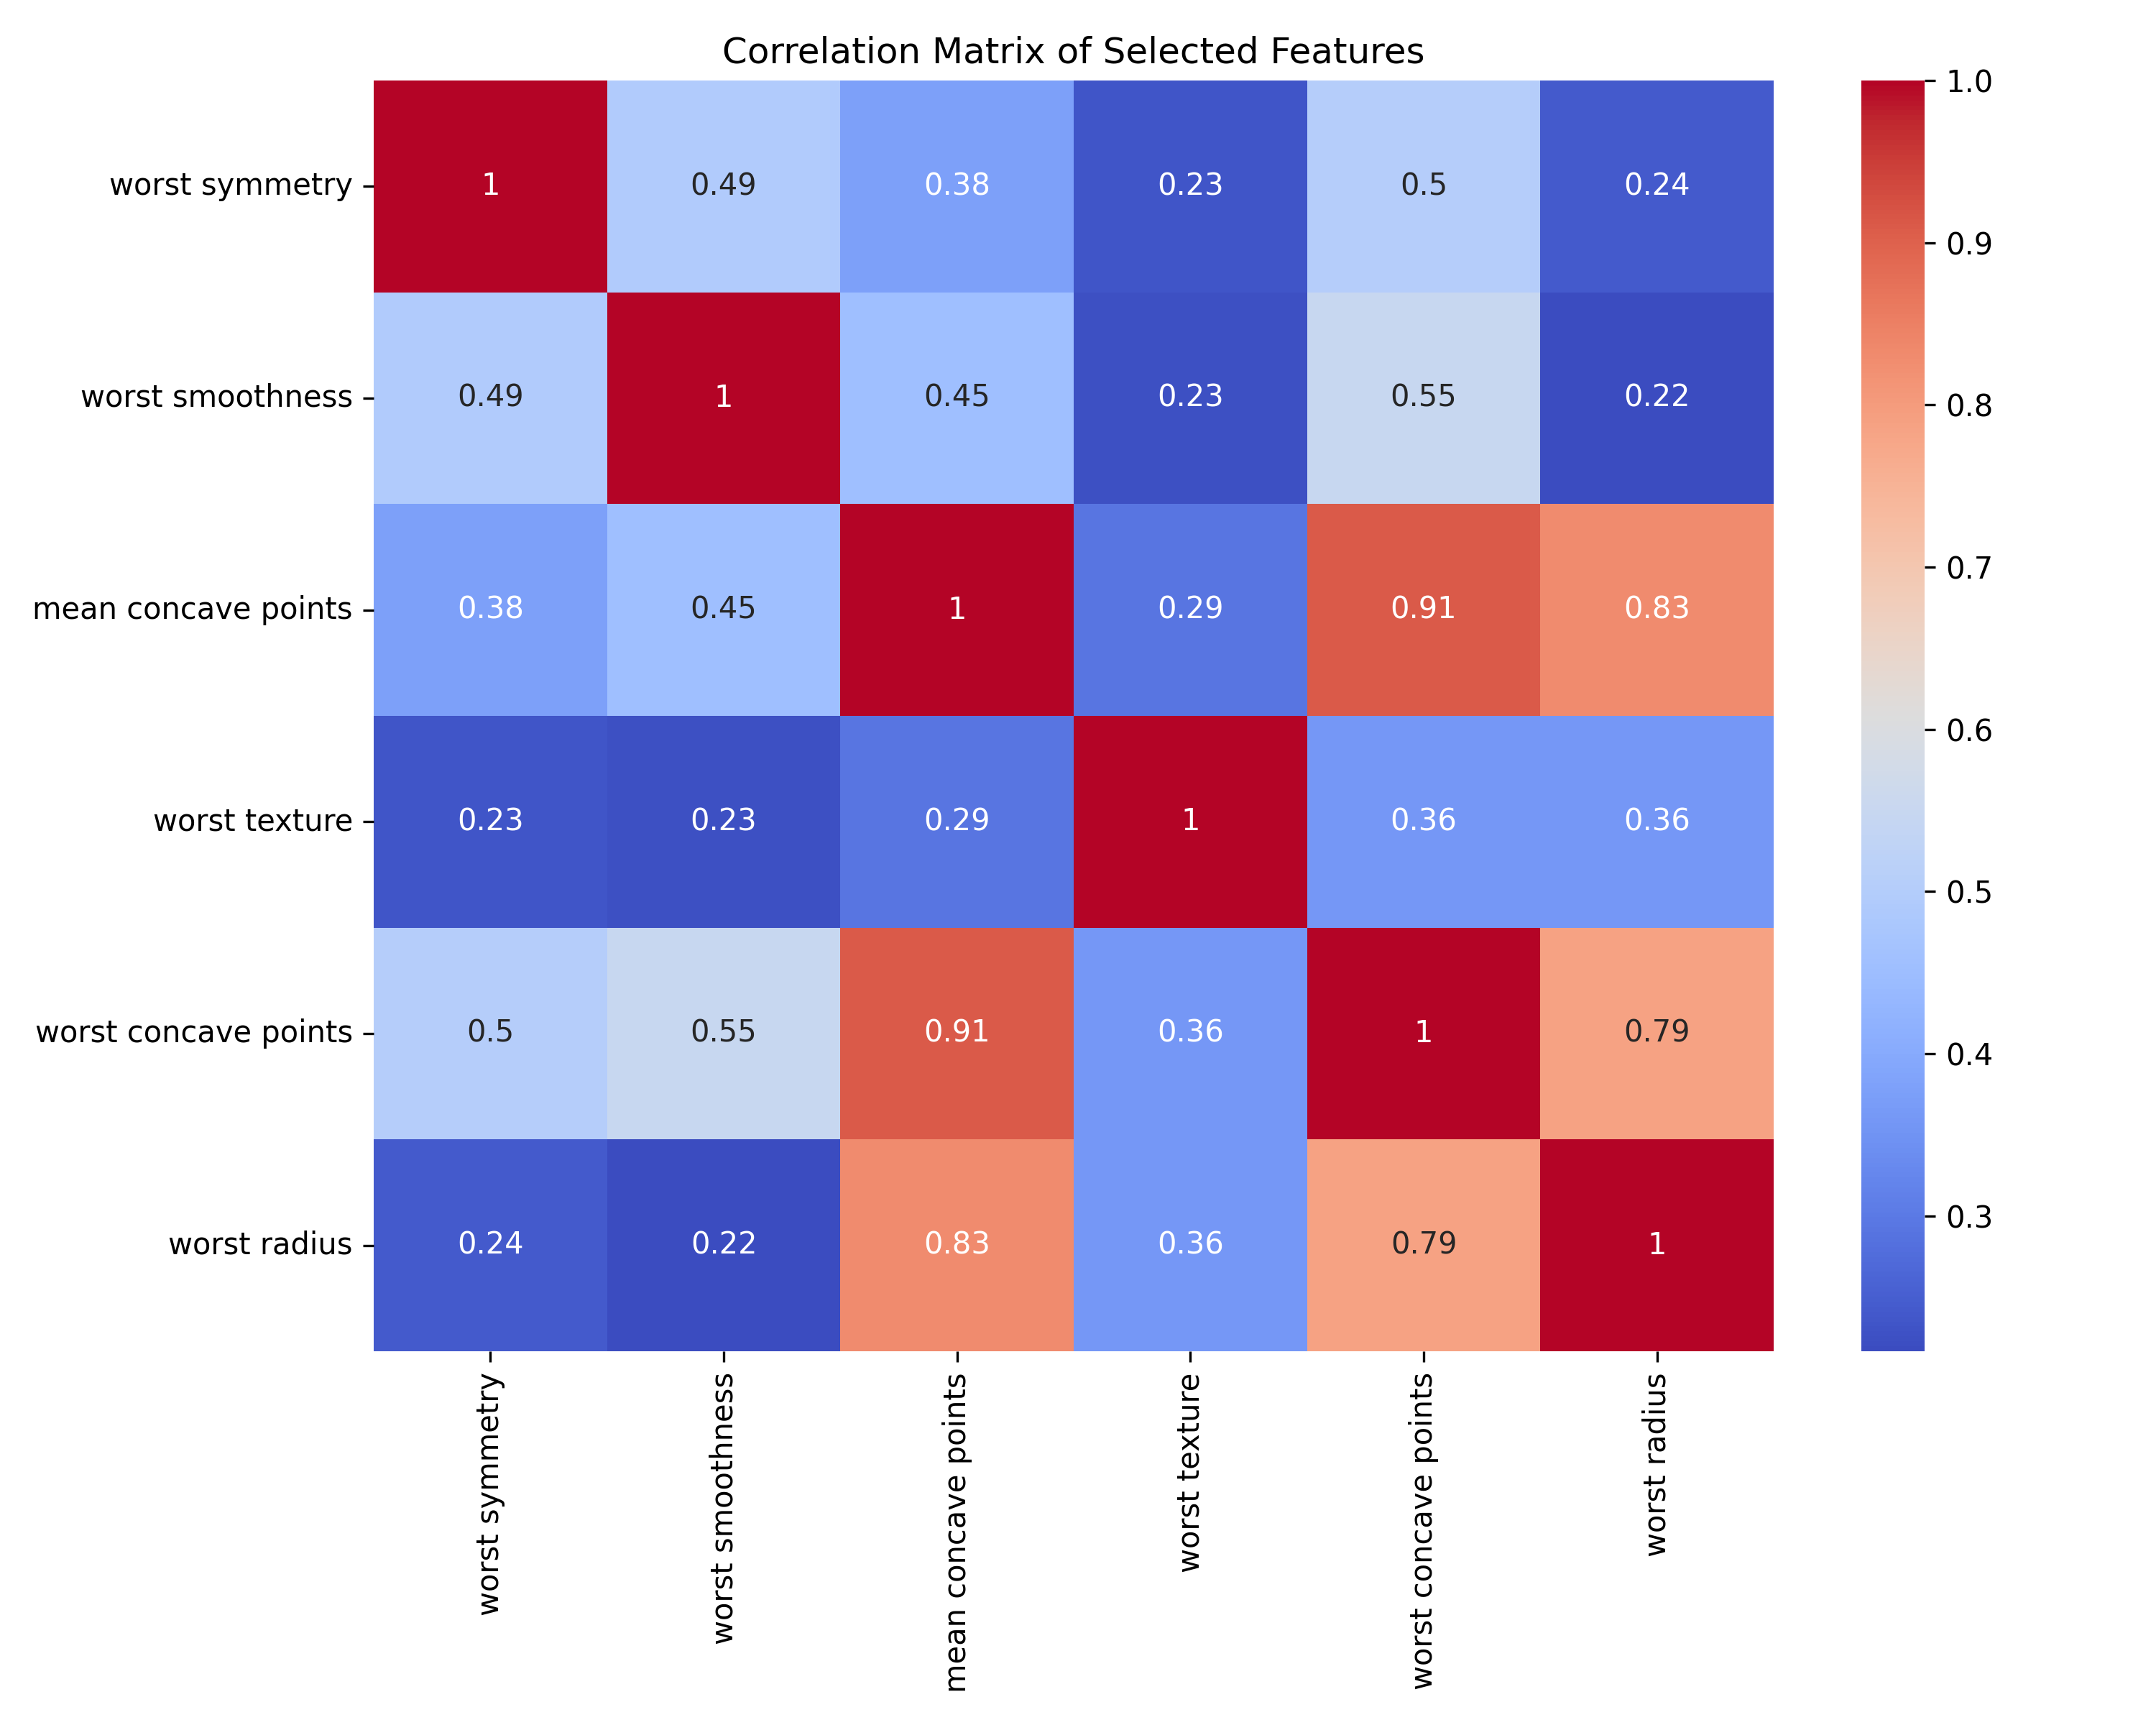 Correlation Matrix of Selected Features
worst symmetry 1 0.49 0.38 0.23 0.5 0.24
worst smoothness 0.49 1 0.45 0.23 0.55 0.22
mean concave points 0.38 0.45 1 0.29 0.91 0.83
worst texture 0.23 0.23 0.29 1 0.36 0.36
worst concave points 0.5 0.55 0.91 0.36 1 0.79
worst radius 0.24 0.22 0.83 0.36 0.79 1
worst symmetry
worst smoothness
mean concave points
worst texture
worst concave points
worst radius
1.0
0.9
0.8
0.7
0.6
0.5
0.4
0.3